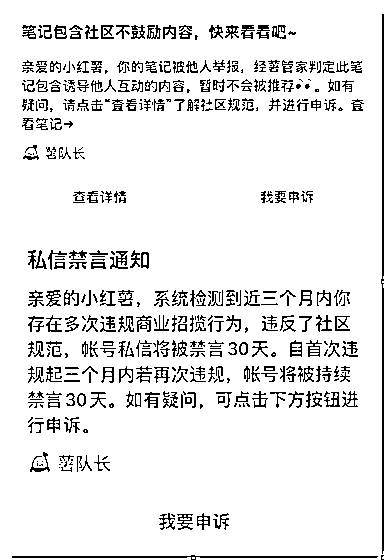 笔记包含社区不鼓励内容，快来看看吧~
亲爱的小红薯，你的笔记被他人举报，经薯管家判定此笔
记包含诱导他人互动的内容，暂时不会被推荐👀。如有
疑问，请点击“查看详情”了解社区规范，并进行申诉。查
看笔记→
薯队长
查看详情 我要申诉
私信禁言通知
亲爱的小红薯，系统检测到近三个月内你
存在多次违规商业招揽行为，违反了社区
规范，帐号私信将被禁言30天。自首次违
规起三个月内若再次违规，帐号将被持续
禁言30天。如有疑问，可点击下方按钮进
行申诉。
薯队长
我要申诉